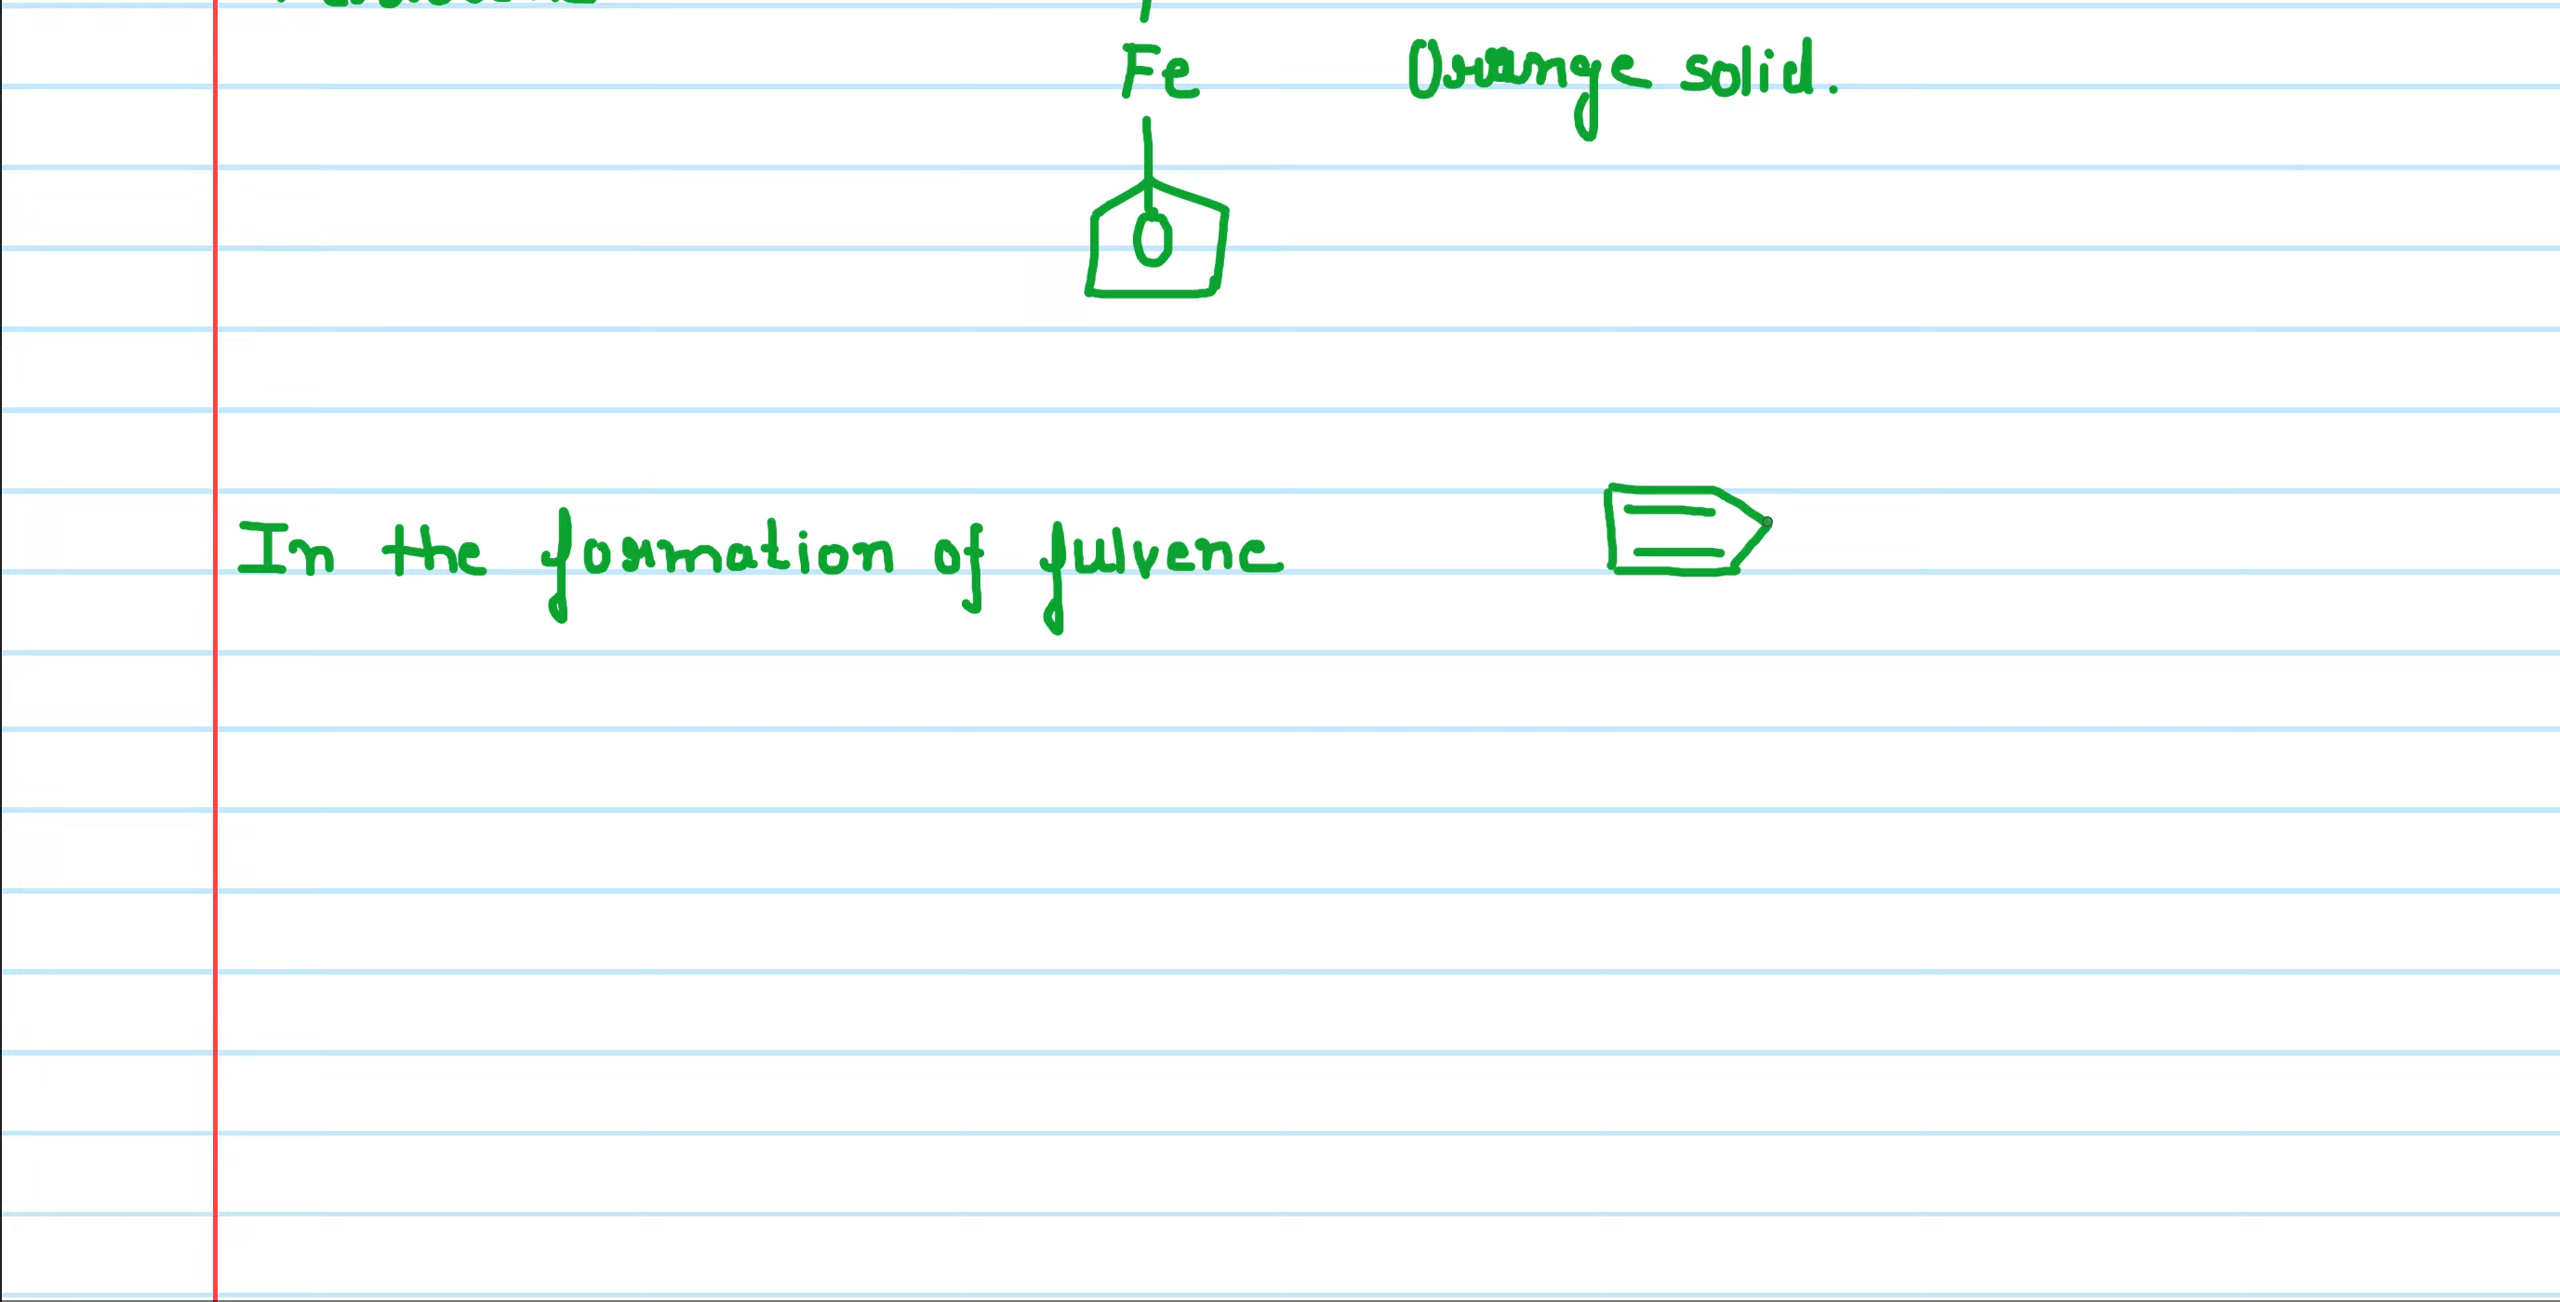 Fe
Orange solid.
In the formation of fulvene